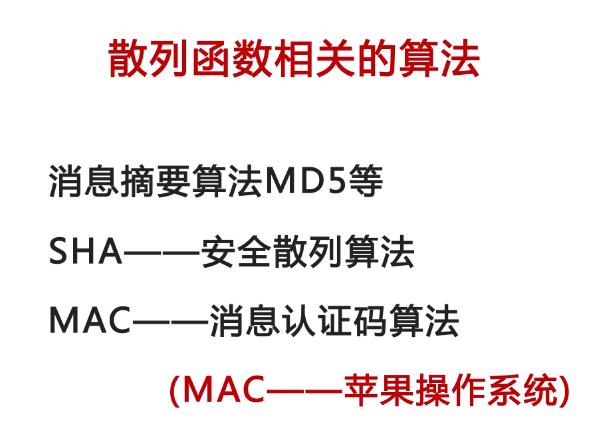 散列函数相关的算法
消息摘要算法MD5等
SHA——安全散列算法
MAC——消息认证码算法
(MAC——苹果操作系统)